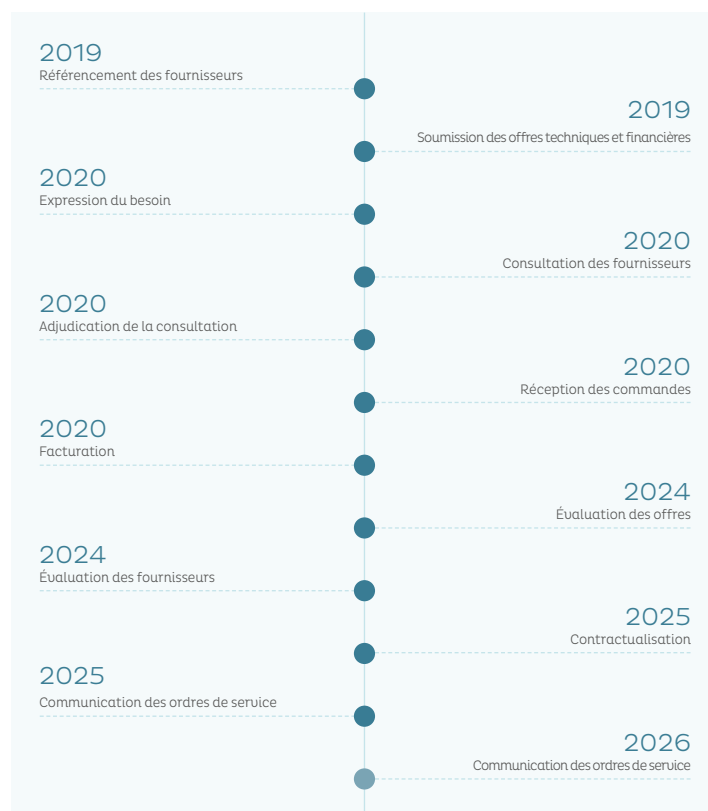 2019
Référencement des fournisseurs
2019
Soumission des offres techniques et financières
2020
Expression du besoin
2020
Consultation des fournisseurs
2020
Adjudication de la consultation
2020
Réception des commandes
2020
Facturation
2024
Évaluation des offres
2024
Évaluation des fournisseurs
2025
Contractualisation
2025
Communication des ordres de service
2026
Communication des ordres de service